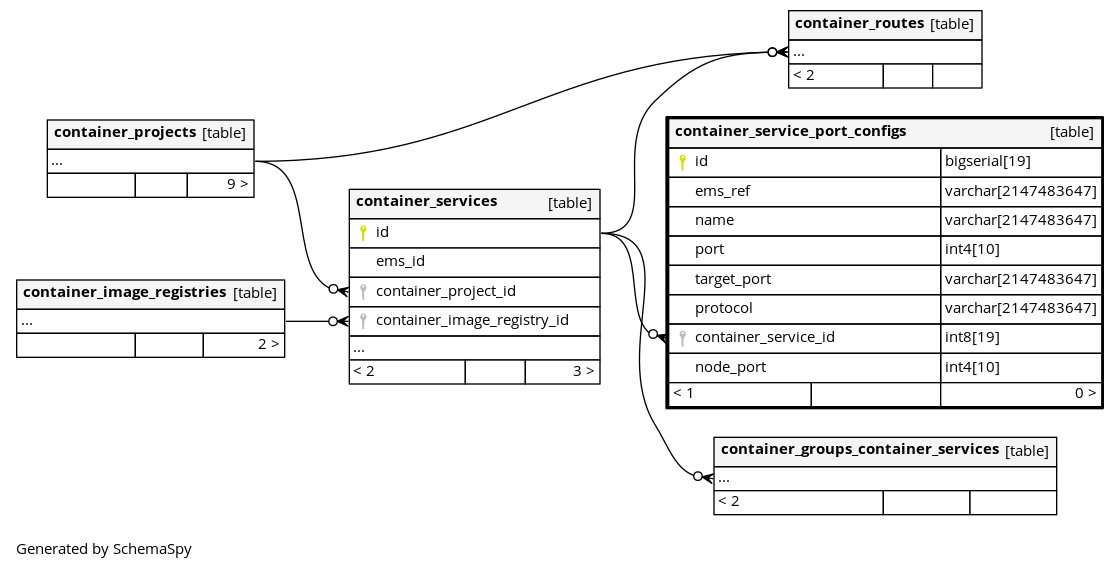 container_routes [table]
...
< 2
container_projects [table]
...
9 >
container_service_port_configs [table]
id bigserial[19]
ems_ref varchar[2147483647]
name varchar[2147483647]
port int4[10]
target_port varchar[2147483647]
protocol varchar[2147483647]
container_service_id int8[19]
node_port int4[10]
< 1 0 >
container_services [table]
id
ems_id
container_project_id
container_image_registry_id
...
< 2 3 >
container_image_registries [table]
...
2 >
container_groups_container_services [table]
...
< 2
Generated by SchemaSpy